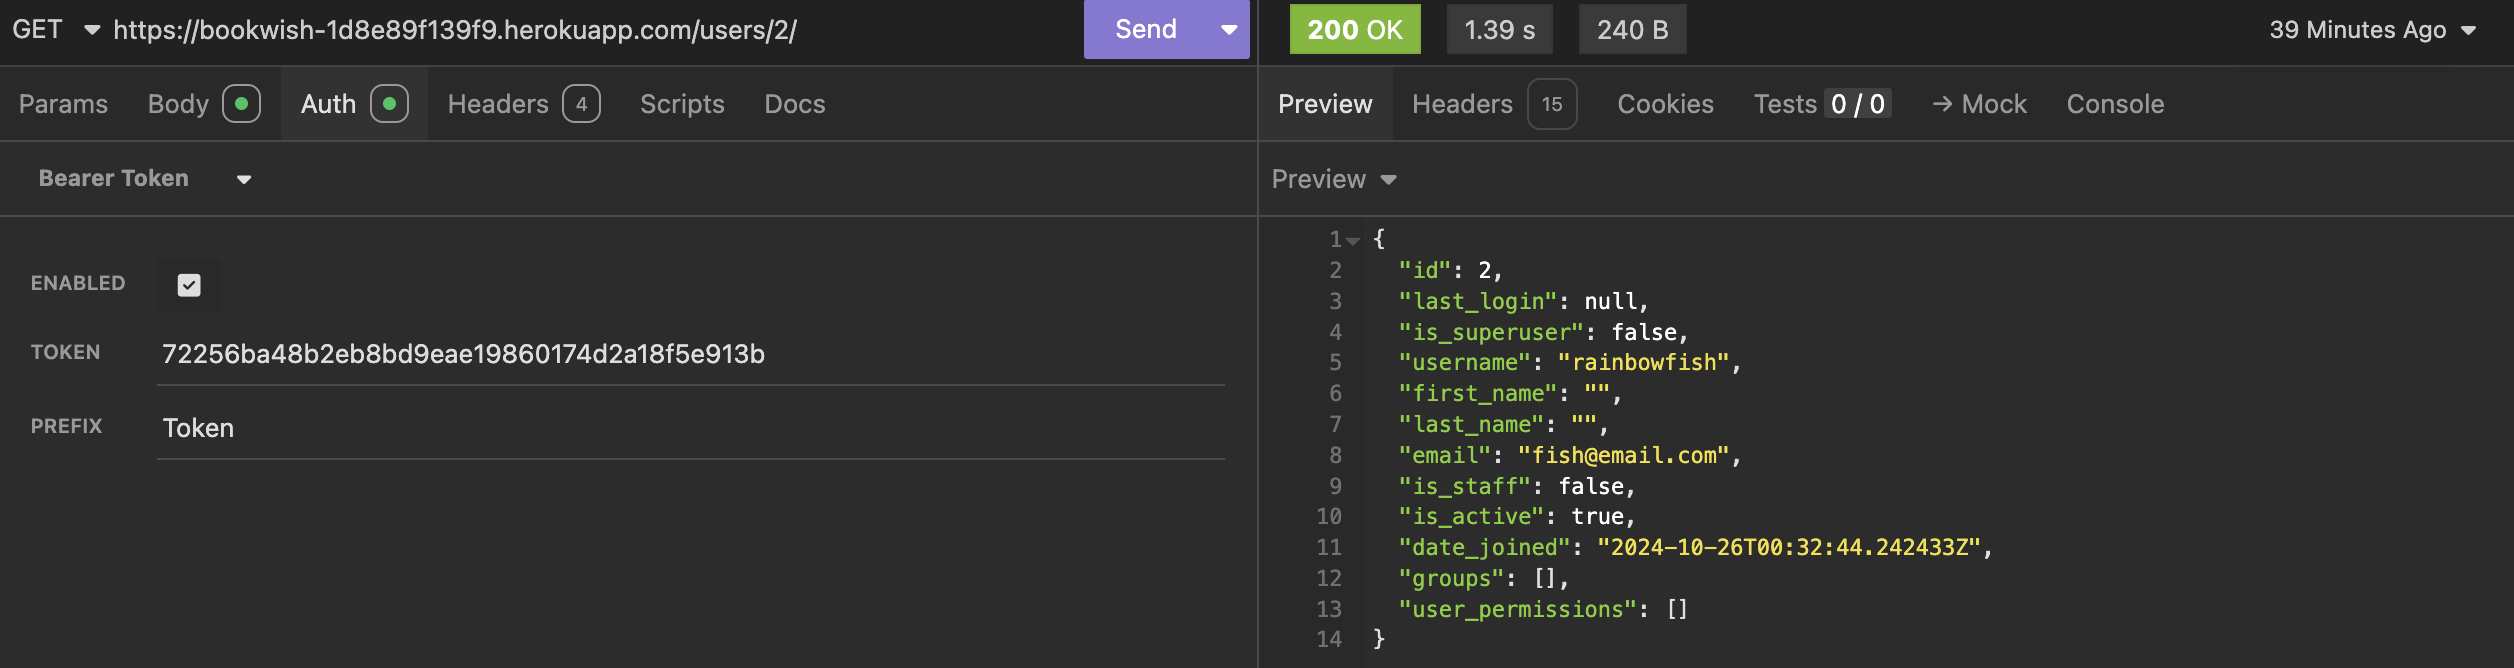 GET https://bookwish-1d8e89f139f9.herokuapp.com/users/2/ Send
200 OK 1.39 s 240 B 39 Minutes Ago
Params Body Auth Headers 4 Scripts Docs
Preview Headers 15 Cookies Tests 0 / 0 → Mock Console
Bearer Token
Preview
ENABLED
TOKEN 72256ba48b2eb8bd9eae19860174d2a18f5e913b
PREFIX Token
1 {
2 "id": 2,
3 "last_login": null,
4 "is_superuser": false,
5 "username": "rainbowfish",
6 "first_name": "",
7 "last_name": "",
8 "email": "fish@email.com",
9 "is_staff": false,
10 "is_active": true,
11 "date_joined": "2024-10-26T00:32:44.242433Z",
12 "groups": [],
13 "user_permissions": []
14 }